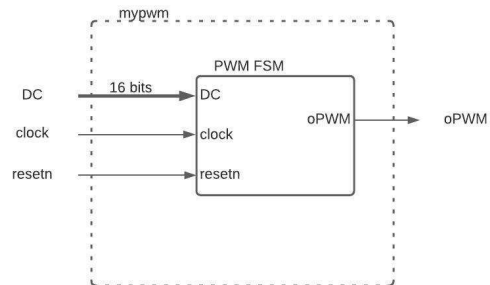 mypwm
PWM FSM
DC
16 bits
DC
clock
clock
oPWM
oPWM
resetn
resetn